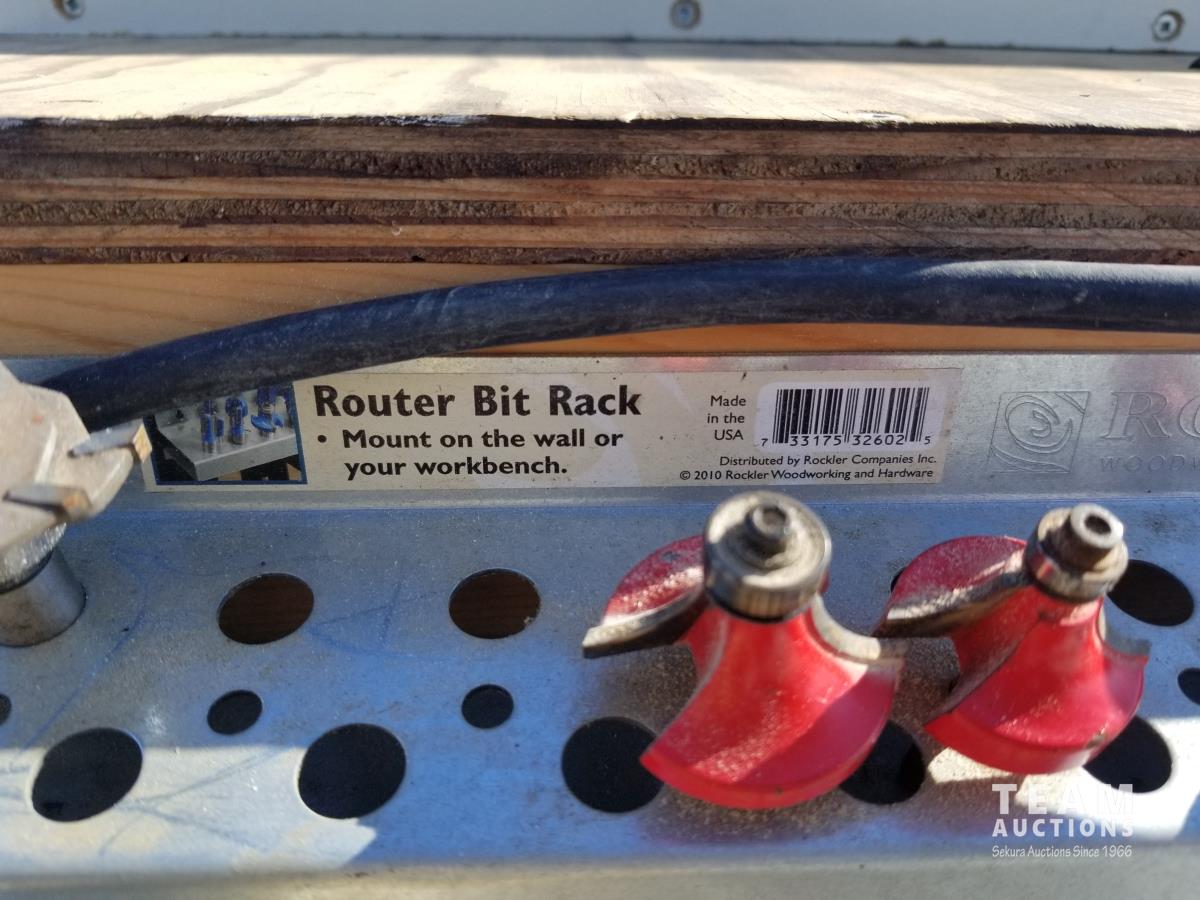 Router Bit Rack
• Mount on the wall or
your workbench.
Made
in the
USA
7 33175 32602 5
Distributed by Rockler Companies Inc.
© 2010 Rockler Woodworking and Hardware
TEAM
AUCTIONS
Sekura Auctions Since 1966